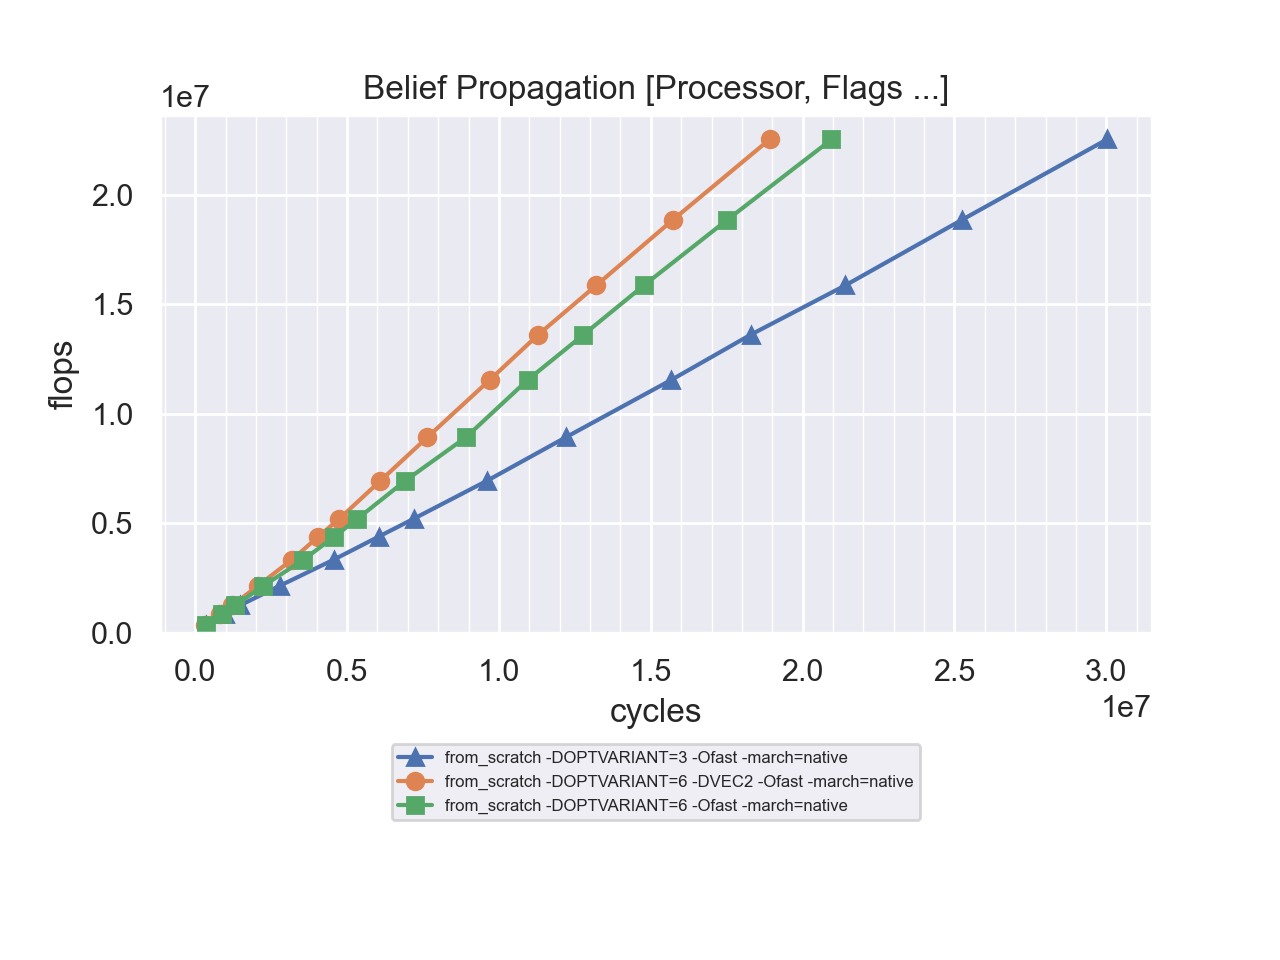 Belief Propagation [Processor, Flags ...]
1e7
2.0
1.5
1.0
0.5
0.0
flops
0.0 0.5 1.0 1.5 2.0 2.5 3.0
1e7
cycles
from_scratch -DOPTVARIANT=3 -Ofast -march=native
from_scratch -DOPTVARIANT=6 -DVEC2 -Ofast -march=native
from_scratch -DOPTVARIANT=6 -Ofast -march=native